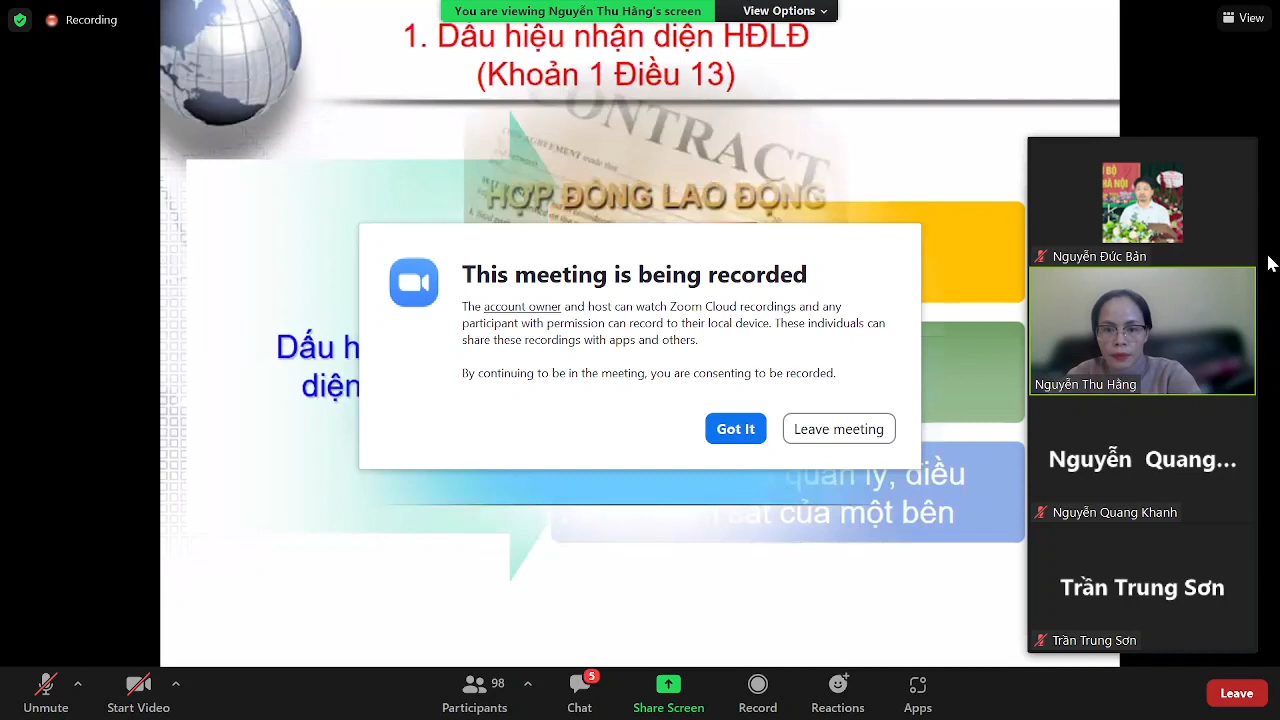 Recording
You are viewing Nguyễn Thu Hằng's screen
View Options
View
1. Dấu hiệu nhận diện HĐLĐ
(Khoản 1 Điều 13)
CONTRACT
HỢP ĐỒNG LAO ĐỘNG
Dấu h
diện
This meeting is being recorded
The account owner and host can watch Zoom Cloud recordings and any
participant with permission can record to their local device. These individuals can
share these recordings with apps and others.
By continuing to be in the meeting, you are consenting to be recorded.
Got It
Leave meeting
quản lý, điều
sát của một bên
Nguyễn Đức Bản
Nguyễn Thu Hằng
Nguyễn Quang...
Nguyễn Quang Khanh
Trần Trung Sơn
Trần Trung Sơn
Unmute
Start Video
98
Participants
5
Chat
Share Screen
Record
Reactions
Apps
Leave